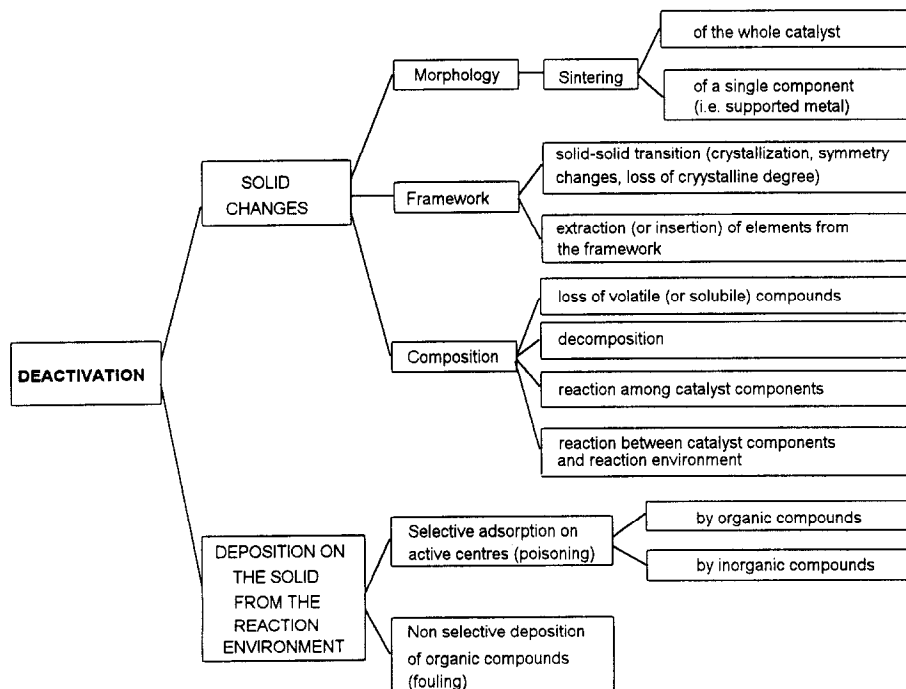 of the whole catalyst
Morphology
Sintering
of a single component
(i.e. supported metal)
solid-solid transition (crystallization, symmetry
changes, loss of cryystalline degree)
SOLID
CHANGES
Framework
extraction (or insertion) of elements from
the framework
loss of volatile (or solubile) compounds
decomposition
Composition
DEACTIVATION
reaction among catalyst components
reaction between catalyst components
and reaction environment
DEPOSITION ON
THE SOLID
FROM THE
REACTION
ENVIRONMENT
Selective adsorption on
active centres (poisoning)
by organic compounds
by inorganic compounds
Non selective deposition
of organic compounds
(fouling)